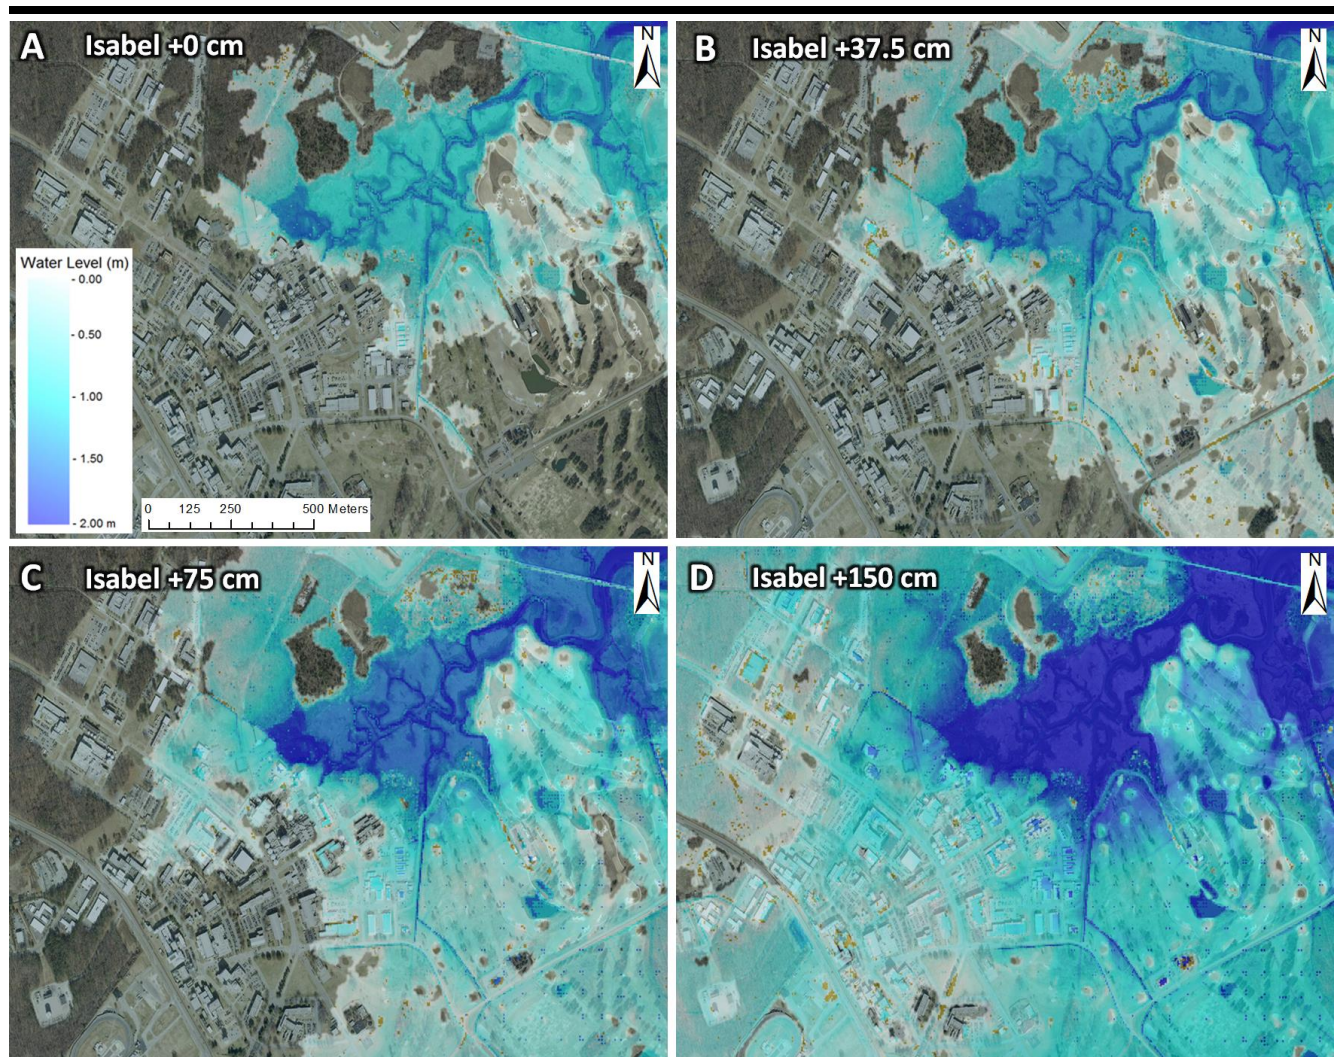 A Isabel +0 cm N
B Isabel +37.5 cm N
Water Level (m)
- 0.00
- 0.50
- 1.00
- 1.50
- 2.00 m
0 125 250 500 Meters
C Isabel +75 cm N
D Isabel +150 cm N